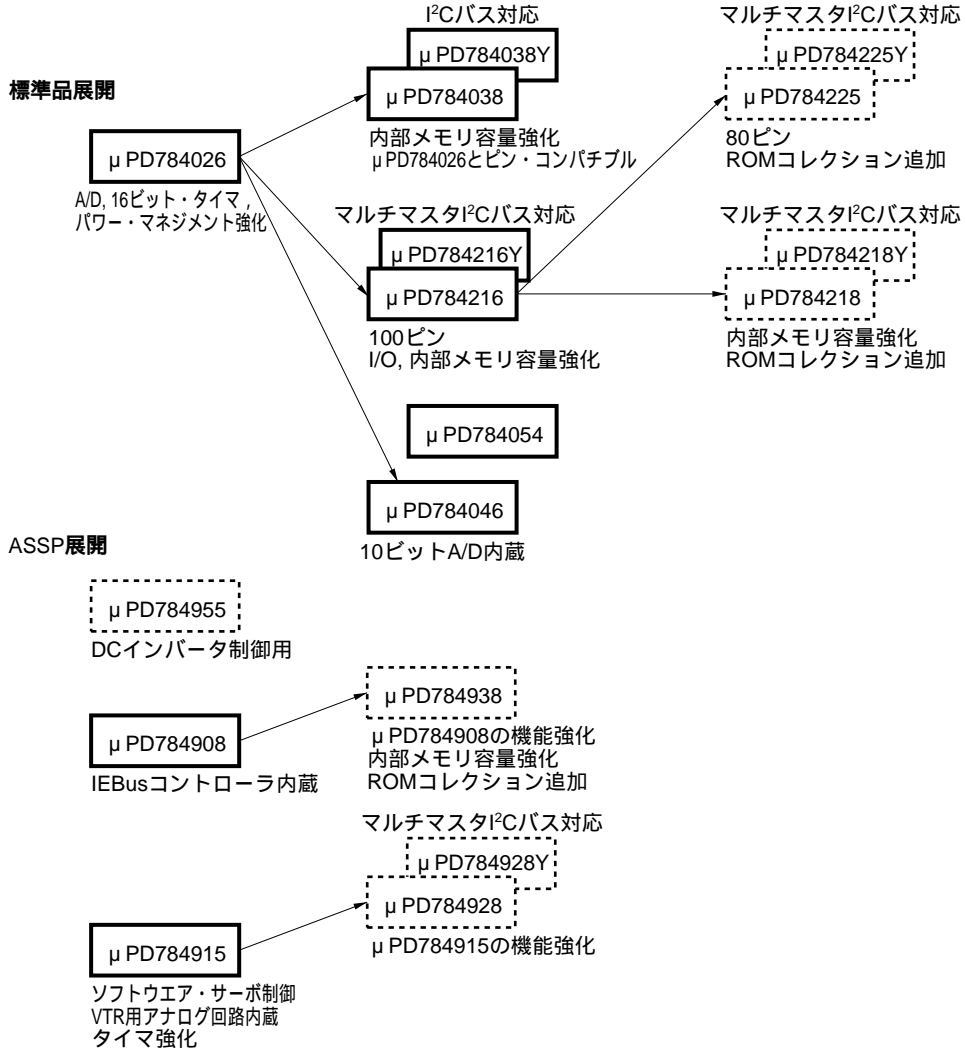 標準品展開
μPD784026
A/D, 16ビット・タイマ,
パワー・マネジメント強化
I²Cバス対応
μPD784038Y
μPD784038
内部メモリ容量強化
μPD784026とピン・コンパチブル
マルチマスタI²Cバス対応
μPD784216Y
μPD784216
100ピン
I/O, 内部メモリ容量強化
μPD784054
μPD784046
10ビットA/D内蔵
マルチマスタI²Cバス対応
μPD784225Y
μPD784225
80ピン
ROMコレクション追加
マルチマスタI²Cバス対応
μPD784218Y
μPD784218
内部メモリ容量強化
ROMコレクション追加
ASSP展開
μPD784955
DCインバータ制御用
μPD784908
IEBusコントローラ内蔵
μPD784938
μPD784908の機能強化
内部メモリ容量強化
ROMコレクション追加
μPD784915
ソフトウエア・サーボ制御
VTR用アナログ回路内蔵
タイマ強化
マルチマスタI²Cバス対応
μPD784928Y
μPD784928
μPD784915の機能強化